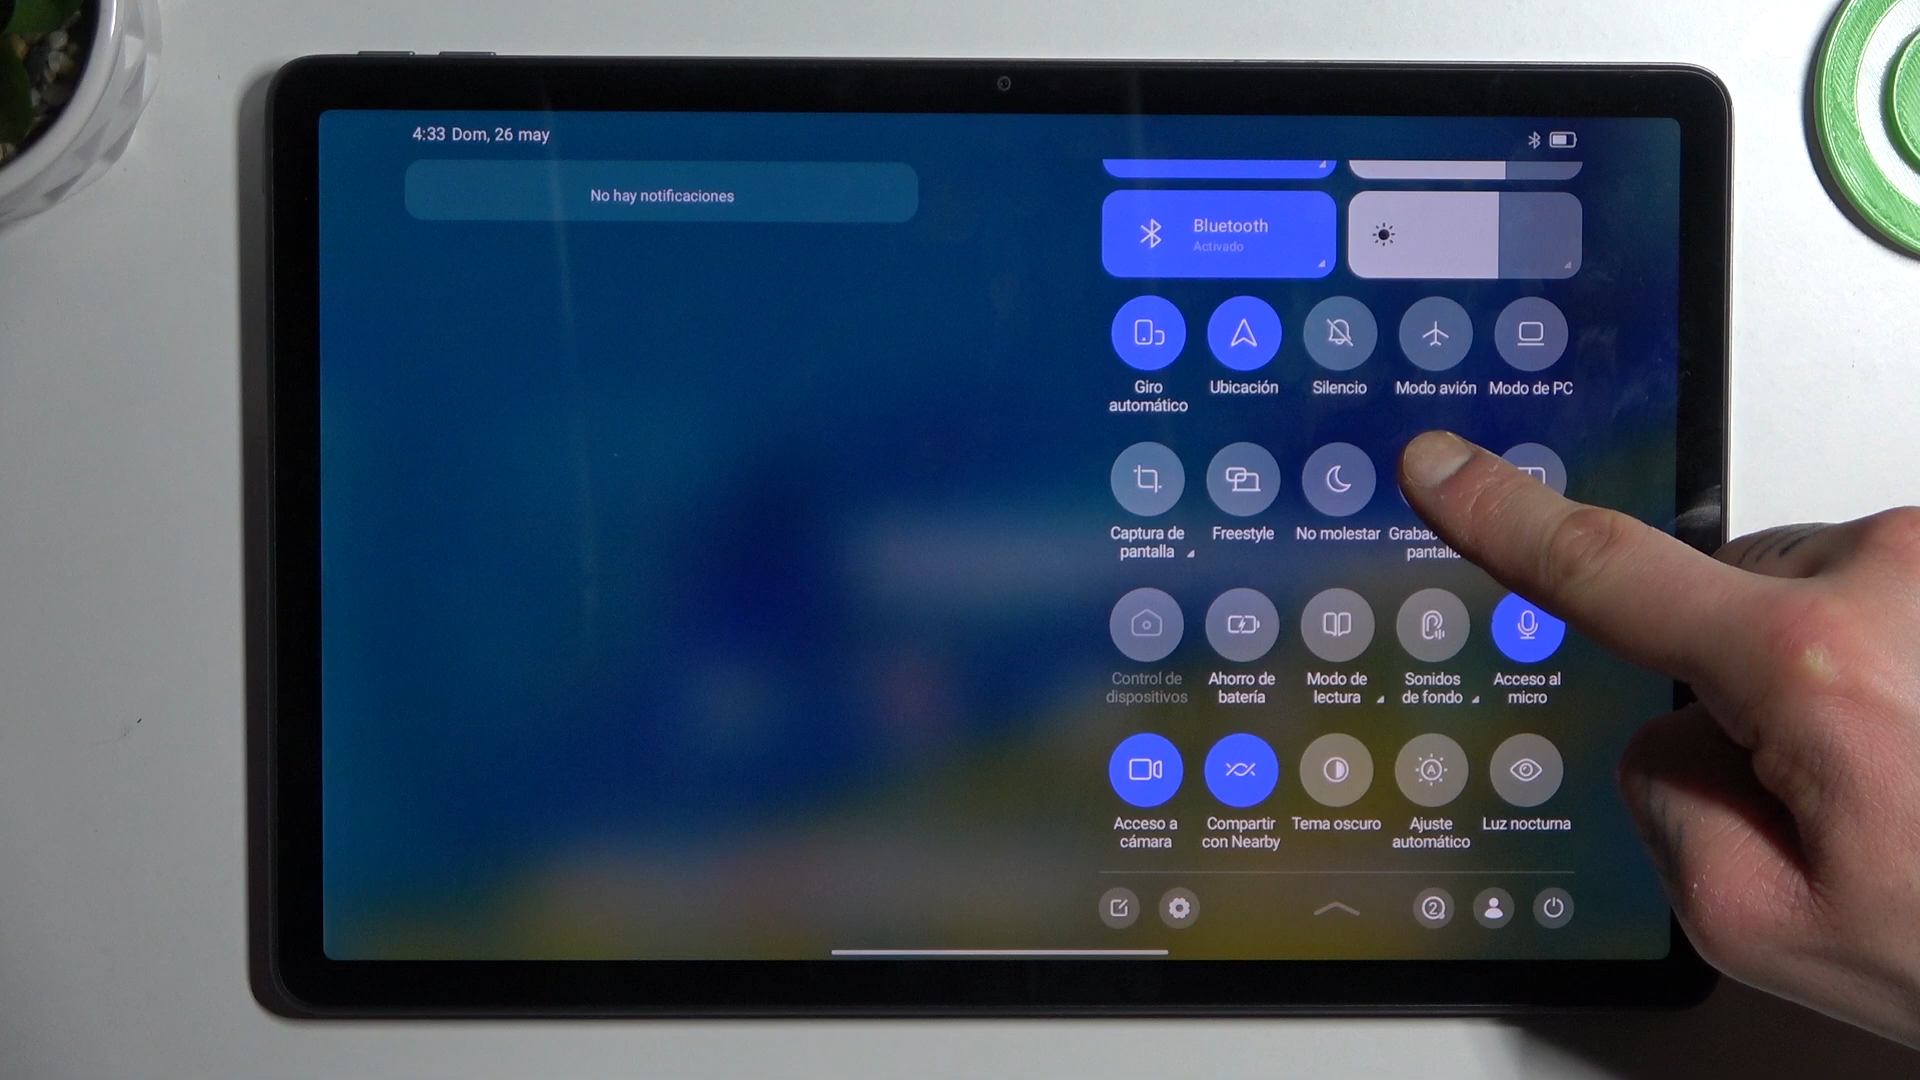 4:33 Dom, 26 may
No hay notificaciones
Bluetooth
Activado
Giro
automático
Ubicación
Silencio
Modo avión
Modo de PC
Captura de
pantalla
Freestyle
No molestar
pantalla
Control de
dispositivos
Ahorro de
batería
Modo de
lectura
Sonidos
de fondo
Acceso al
micro
A
Acceso a
cámara
Compartir
con Nearby
Tema oscuro
Ajuste
automático
Luz nocturna
2